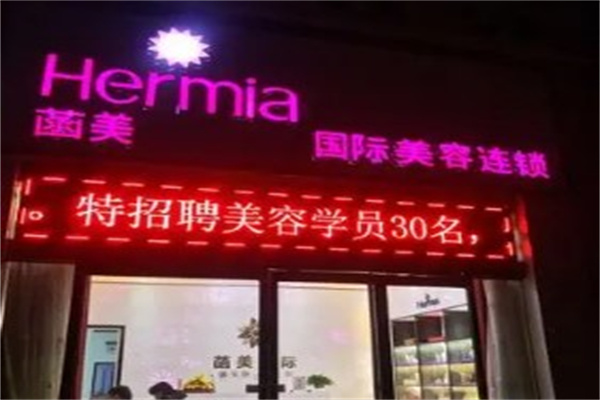 Hermia
菡美
国际美容连锁
。特招聘美容学员30名，
菡美 际